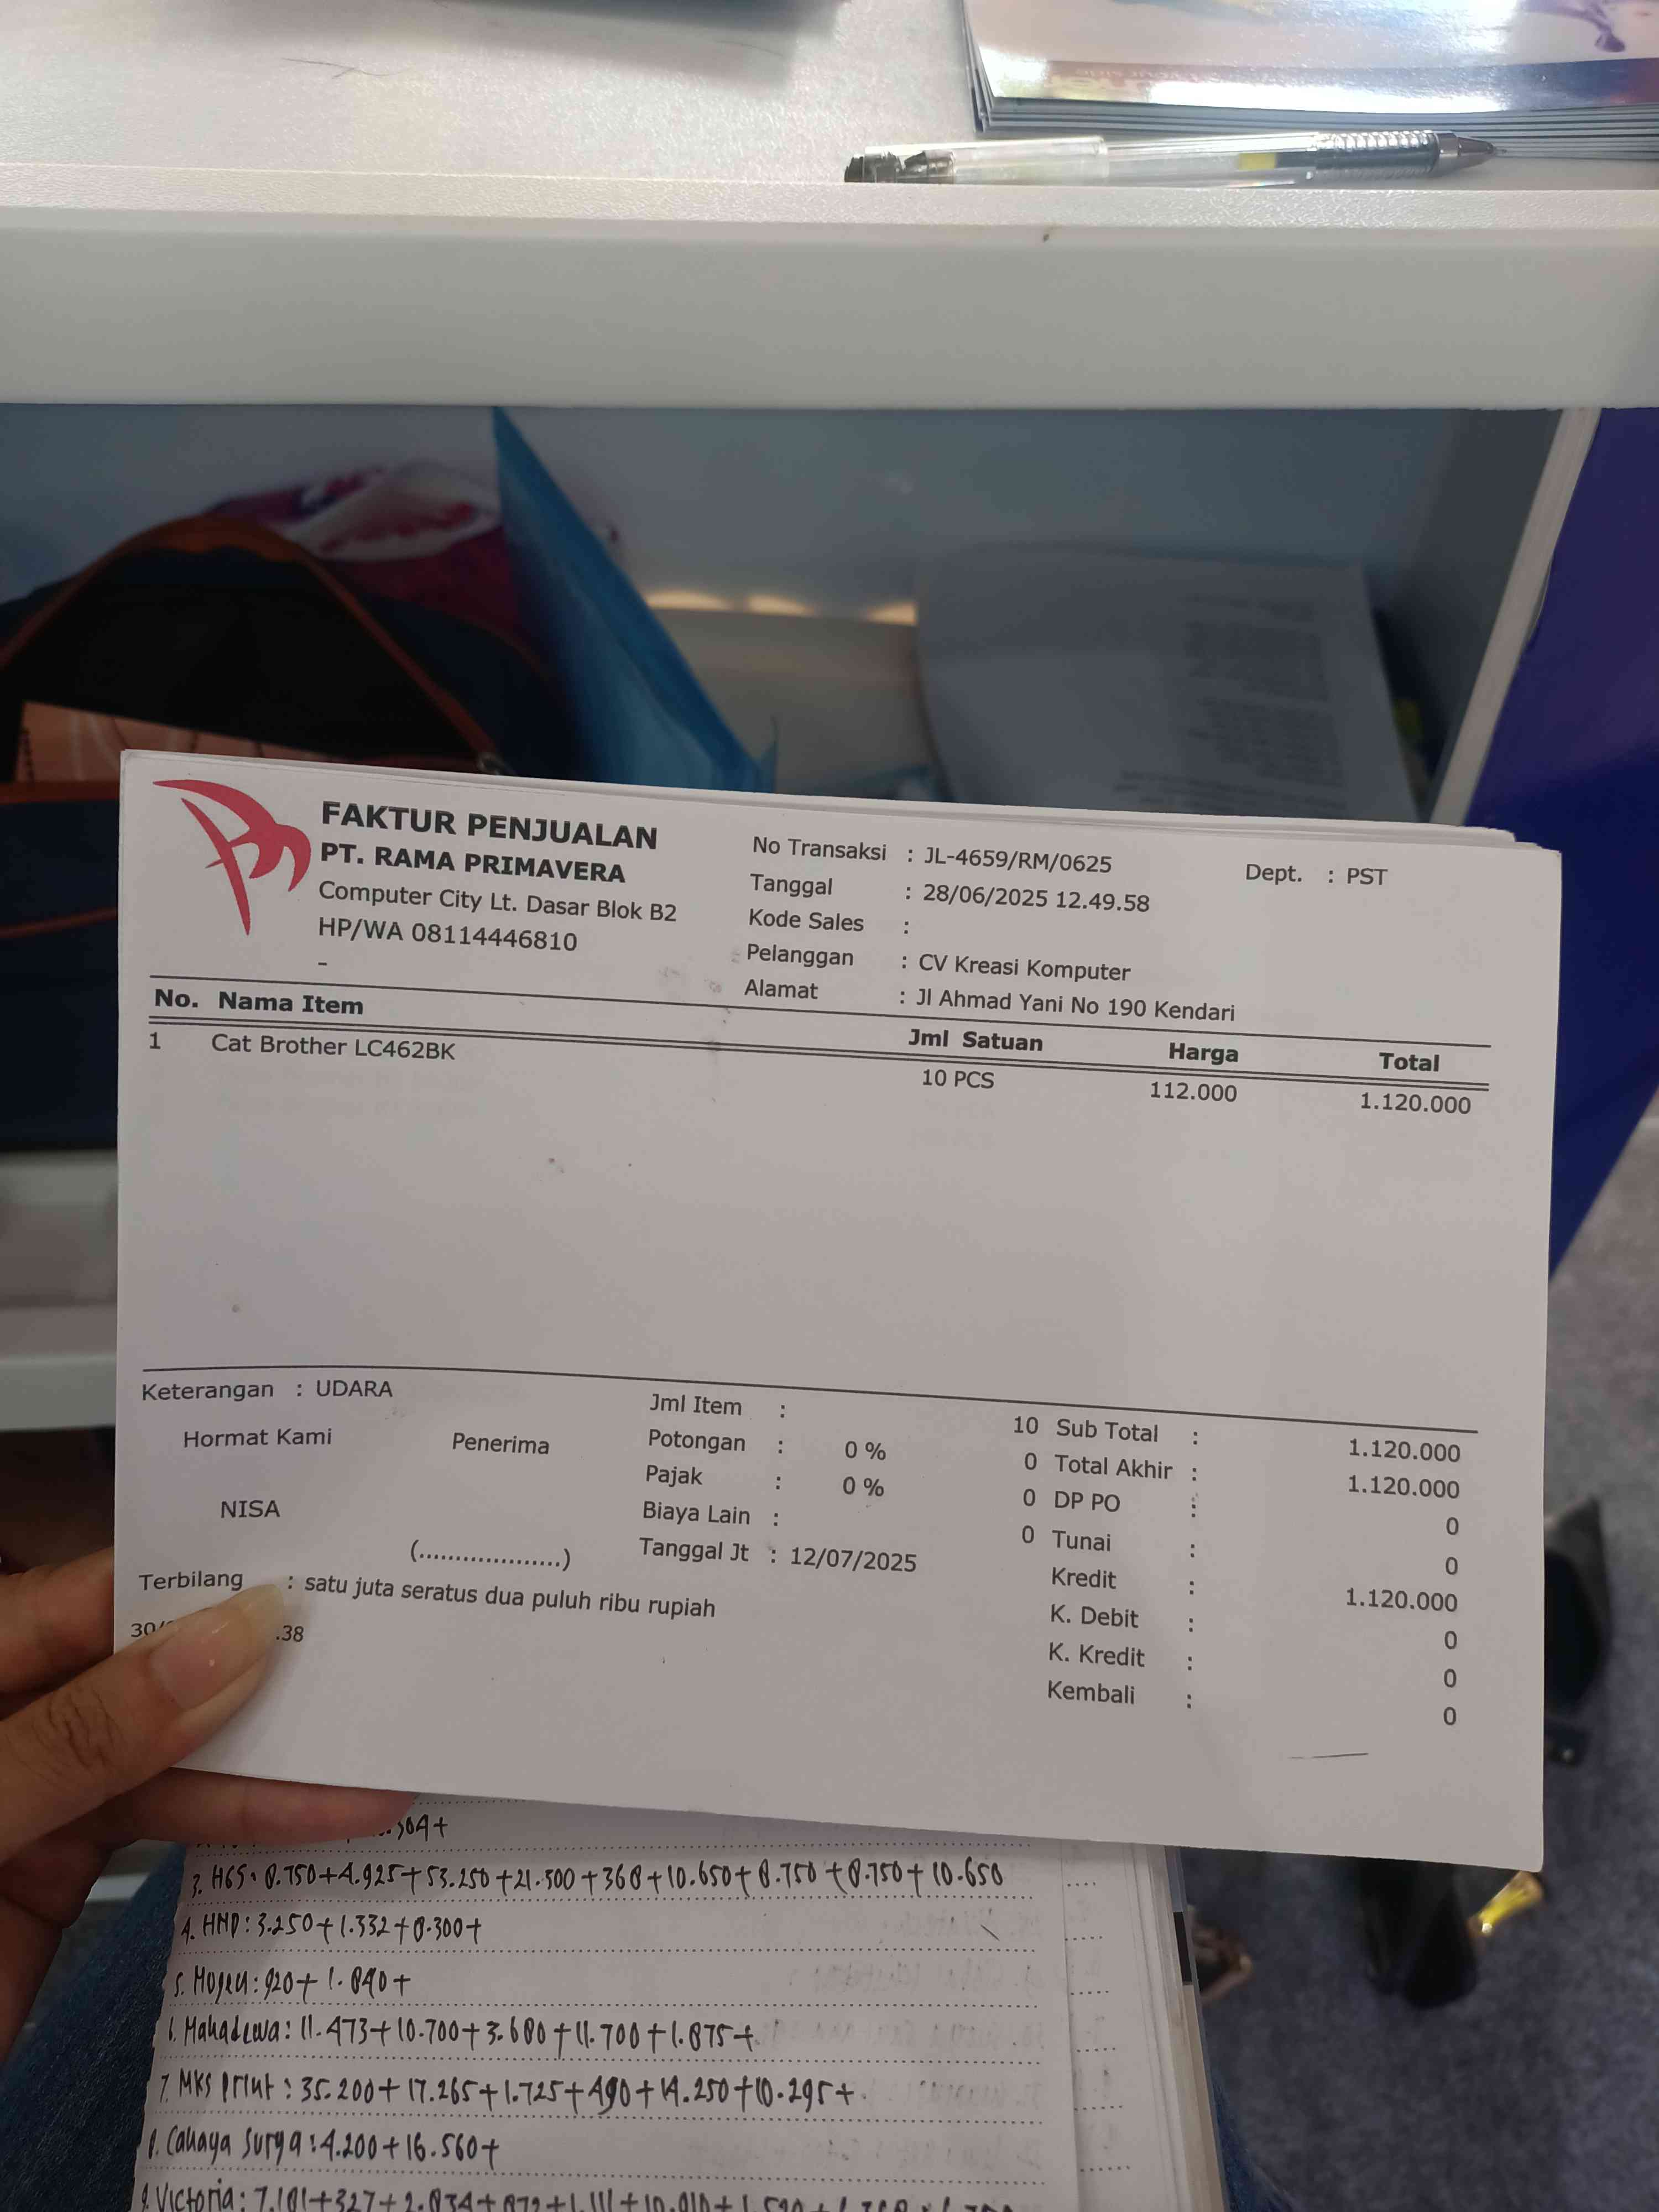 FAKTUR PENJUALAN
PT. RAMA PRIMAVERA
Computer City Lt. Dasar Blok B2
HP/WA 08114446810
-
No Transaksi : JL-4659/RM/0625
Dept. : PST
Tanggal : 28/06/2025 12.49.58
Kode Sales :
Pelanggan : CV Kreasi Komputer
Alamat : Jl Ahmad Yani No 190 Kendari
No. Nama Item Jml Satuan Harga Total
1 Cat Brother LC462BK 10 PCS 112.000 1.120.000
Keterangan : UDARA
Hormat Kami Penerima
NISA
(...................)
Jml Item : 10
Potongan : 0 % 0
Pajak : 0 % 0
Biaya Lain : 0
Tanggal Jt : 12/07/2025
Sub Total : 1.120.000
Total Akhir : 1.120.000
DP PO : 0
Tunai : 0
Kredit : 1.120.000
K. Debit : 0
K. Kredit : 0
Kembali : 0
Terbilang : satu juta seratus dua puluh ribu rupiah
30/ .38
3. HGS: 8.750+4.925+53.250+21.300+368+10.650+8.750+8.750+10.650
4. HND: 3.250+1.332+8.300+
5. 920+1.840+
6. Mahadewa: 11.473+10.700+3.680+11.700+1.875+
7. MKS Print: 35.200+17.265+1.725+490+14.250+10.295+
8. Cahaya Surya: 4.200+16.560+
9. Victoria: